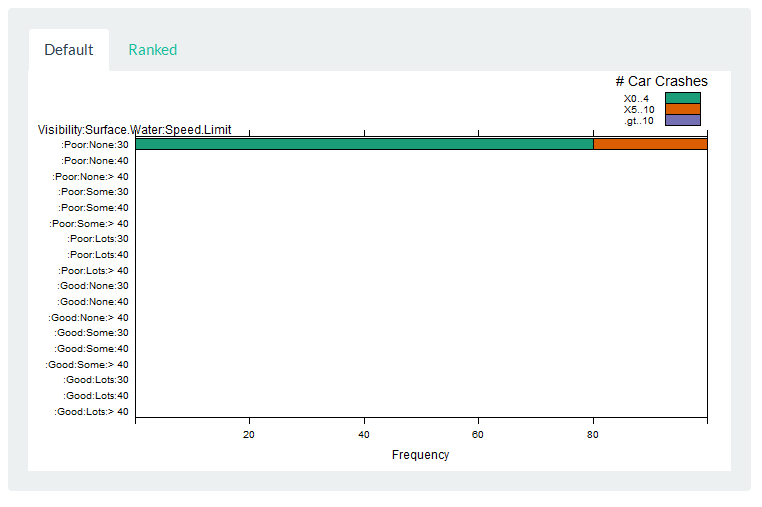 Default Ranked
# Car Crashes
X0..4
X5..10
.gt..10
Visibility:Surface.Water:Speed.Limit
:Poor:None:30
:Poor:None:40
:Poor:None:> 40
:Poor:Some:30
:Poor:Some:40
:Poor:Some:> 40
:Poor:Lots:30
:Poor:Lots:40
:Poor:Lots:> 40
:Good:None:30
:Good:None:40
:Good:None:> 40
:Good:Some:30
:Good:Some:40
:Good:Some:> 40
:Good:Lots:30
:Good:Lots:40
:Good:Lots:> 40
20 40 60 80
Frequency